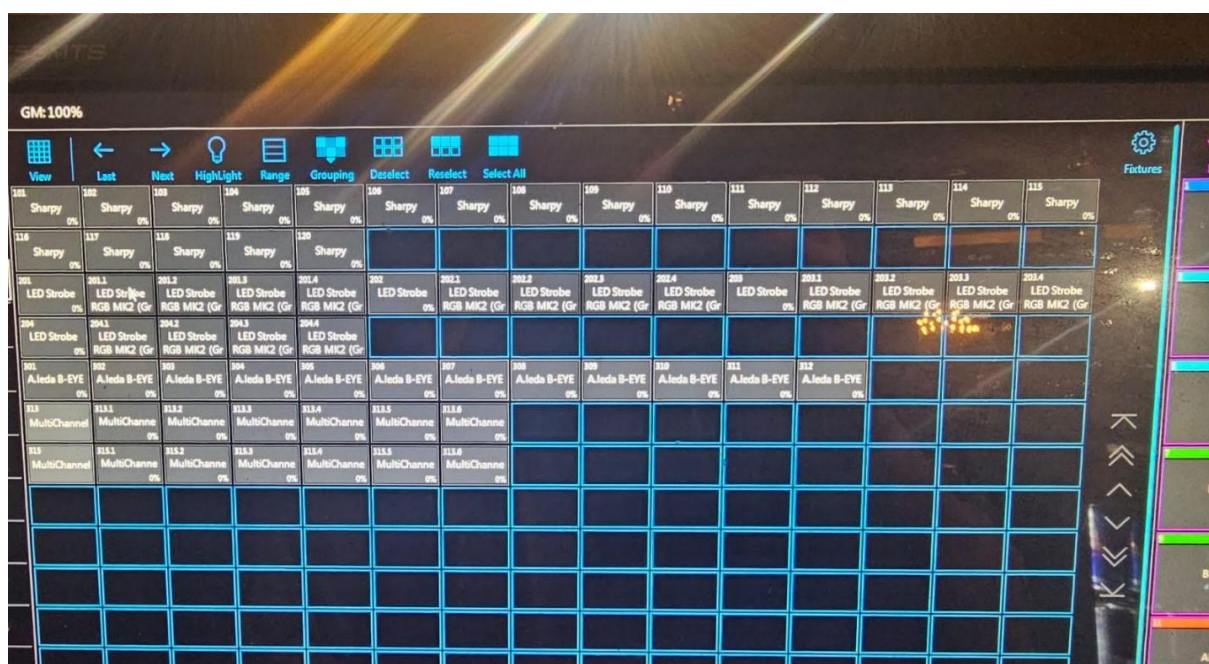 GM:100%
View Last Next HighLight Range Grouping Deselect Reselect Select All Fixtures
101 102 103 104 105 106 107 108 109 110 111 112 113 114 115
Sharpy Sharpy Sharpy Sharpy Sharpy Sharpy Sharpy Sharpy Sharpy Sharpy Sharpy Sharpy Sharpy Sharpy Sharpy
0% 0% 0% 0% 0% 0% 0% 0% 0% 0% 0% 0% 0% 0% 0%
116 117 118 119 120
Sharpy Sharpy Sharpy Sharpy Sharpy
0% 0% 0% 0% 0%
201 201.1 201.2 201.3 201.4 202 202.1 202.2 202.3 202.4 203 203.1 203.2 203.3 203.4
LED Strobe LED Strobe LED Strobe LED Strobe LED Strobe LED Strobe LED Strobe LED Strobe LED Strobe LED Strobe LED Strobe LED Strobe LED Strobe LED Strobe
0% RGB MK2 (Gr RGB MK2 (Gr RGB MK2 (Gr RGB MK2 (Gr 0% RGB MK2 (Gr RGB MK2 (Gr RGB MK2 (Gr RGB MK2 (Gr 0% RGB MK2 (Gr RGB MK2 (Gr RGB MK2 (Gr RGB MK2 (Gr
204 204.1 204.2 204.3 204.4
LED Strobe LED Strobe LED Strobe LED Strobe LED Strobe
0% RGB MK2 (Gr RGB MK2 (Gr RGB MK2 (Gr RGB MK2 (Gr
301 302 303 304 305 306 307 308 309 310 311 312
A.leda B-EYE A.leda B-EYE A.leda B-EYE A.leda B-EYE A.leda B-EYE A.leda B-EYE A.leda B-EYE A.leda B-EYE A.leda B-EYE A.leda B-EYE A.leda B-EYE A.leda B-EYE
0% 0% 0% 0% 0% 0% 0% 0% 0% 0% 0% 0%
313 313.1 313.2 313.3 313.4 313.5 313.6
MultiChannel MultiChanne MultiChanne MultiChanne MultiChanne MultiChanne MultiChanne
0% 0% 0% 0% 0% 0%
315 315.1 315.2 315.3 315.4 315.5 315.6
MultiChannel MultiChanne MultiChanne MultiChanne MultiChanne MultiChanne MultiChanne
0% 0% 0% 0% 0% 0%
1